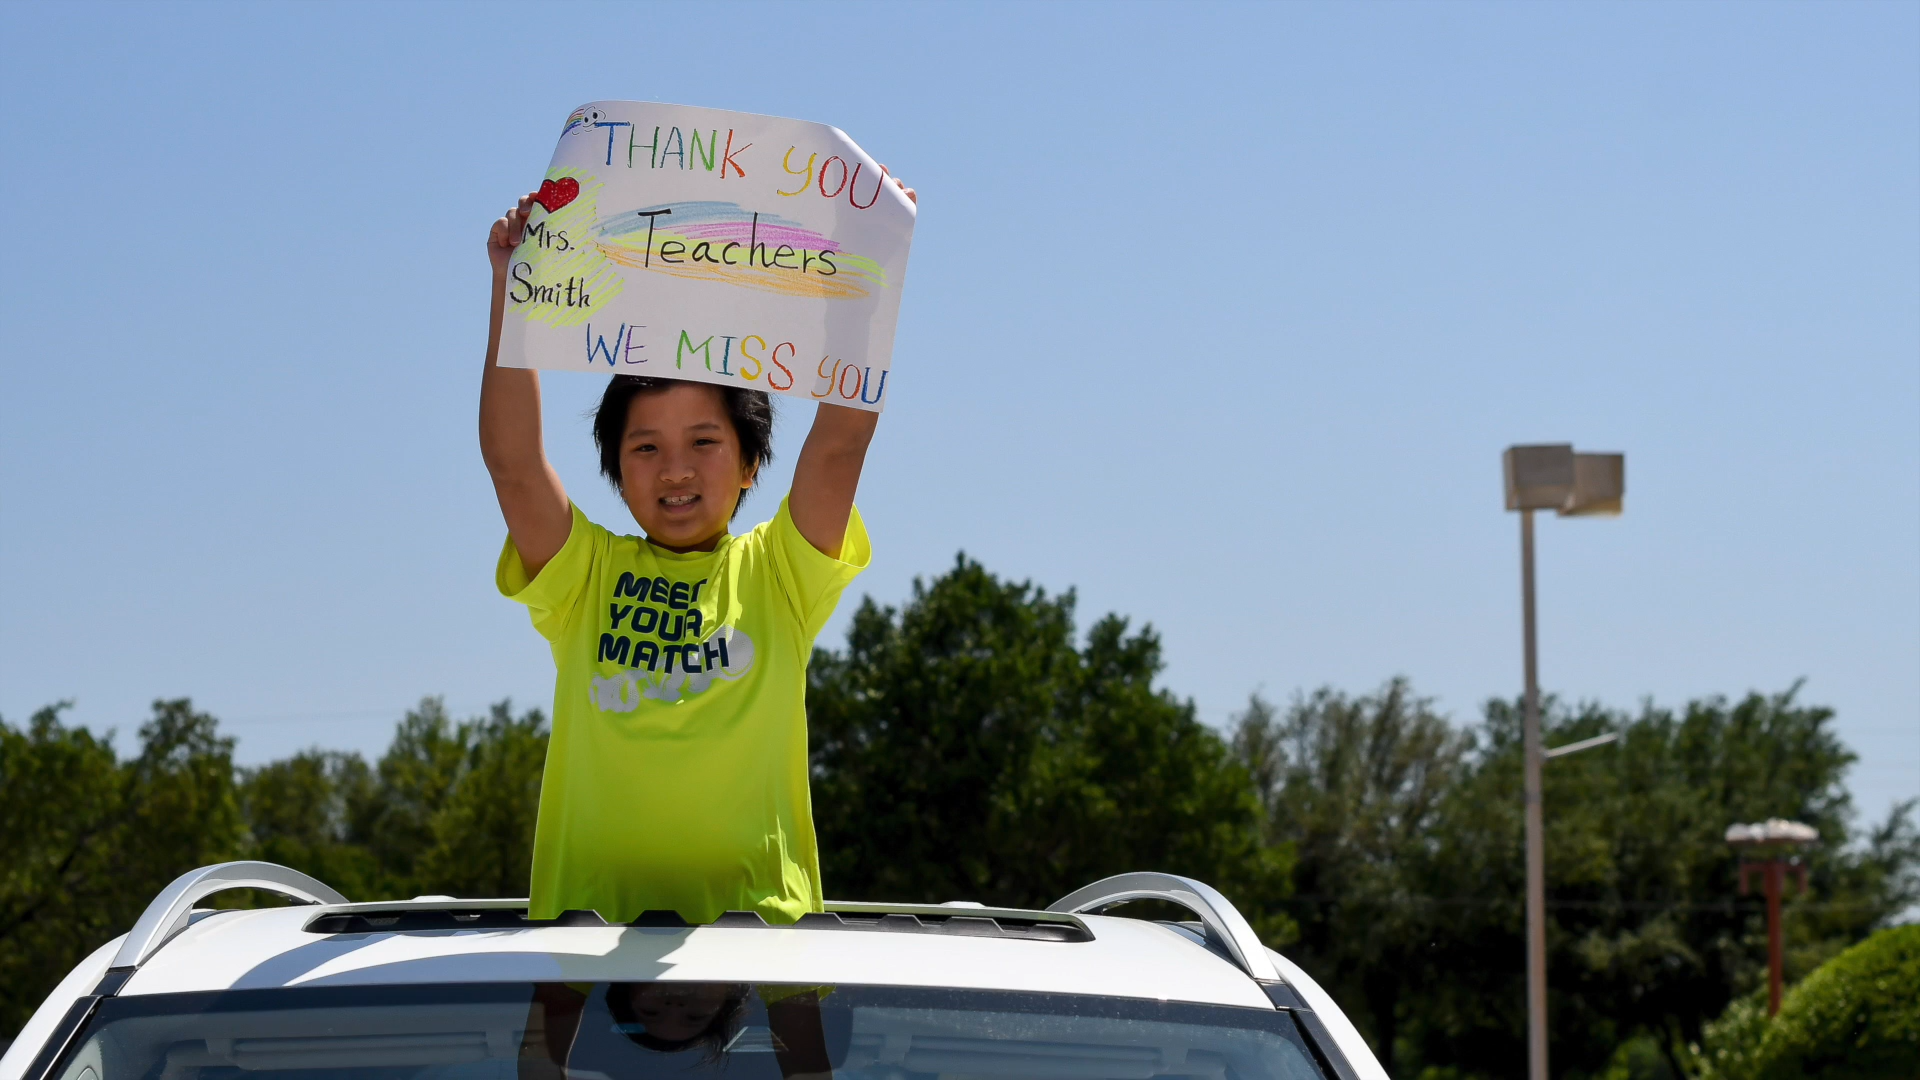 THANK YOU
Teachers
Mrs.
Smith
WE MISS YOU
MEET
YOUR
MATCH